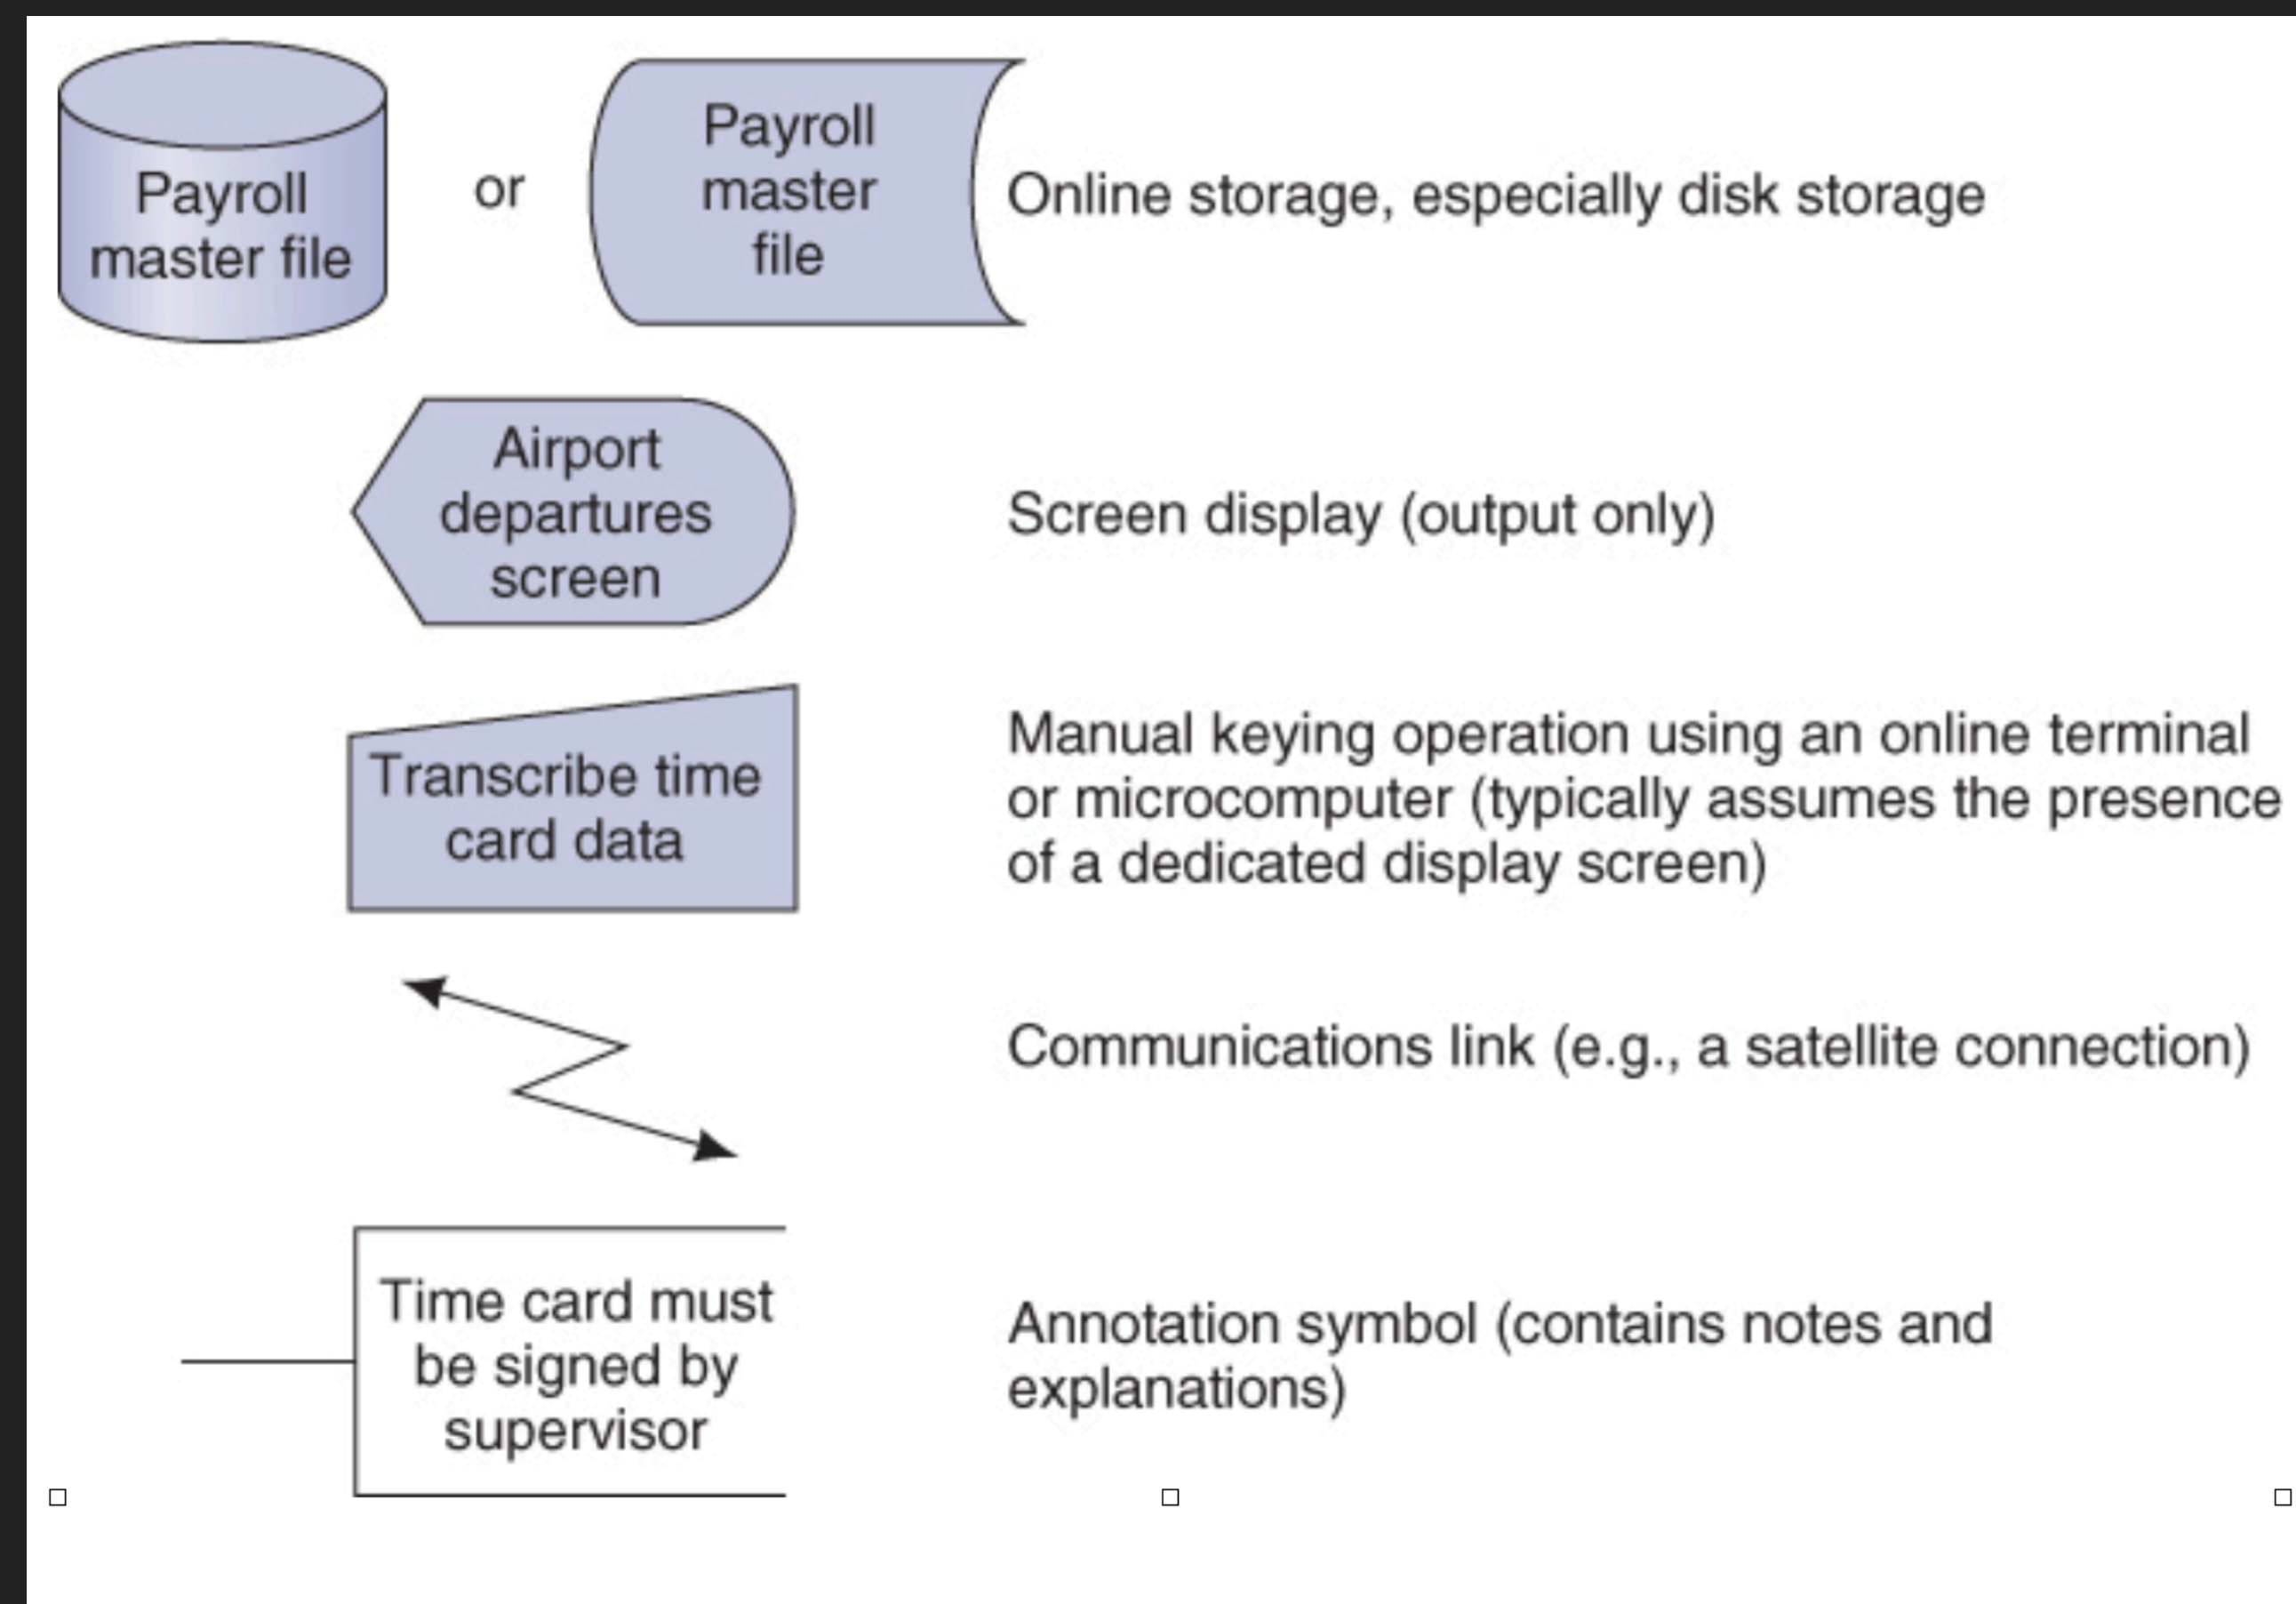 Payroll
master file
or
Payroll
master
file
Online storage, especially disk storage
Airport
departures
screen
Screen display (output only)
Transcribe time
card data
Manual keying operation using an online terminal
or microcomputer (typically assumes the presence
of a dedicated display screen)
Communications link (e.g., a satellite connection)
Time card must
be signed by
supervisor
Annotation symbol (contains notes and
explanations)